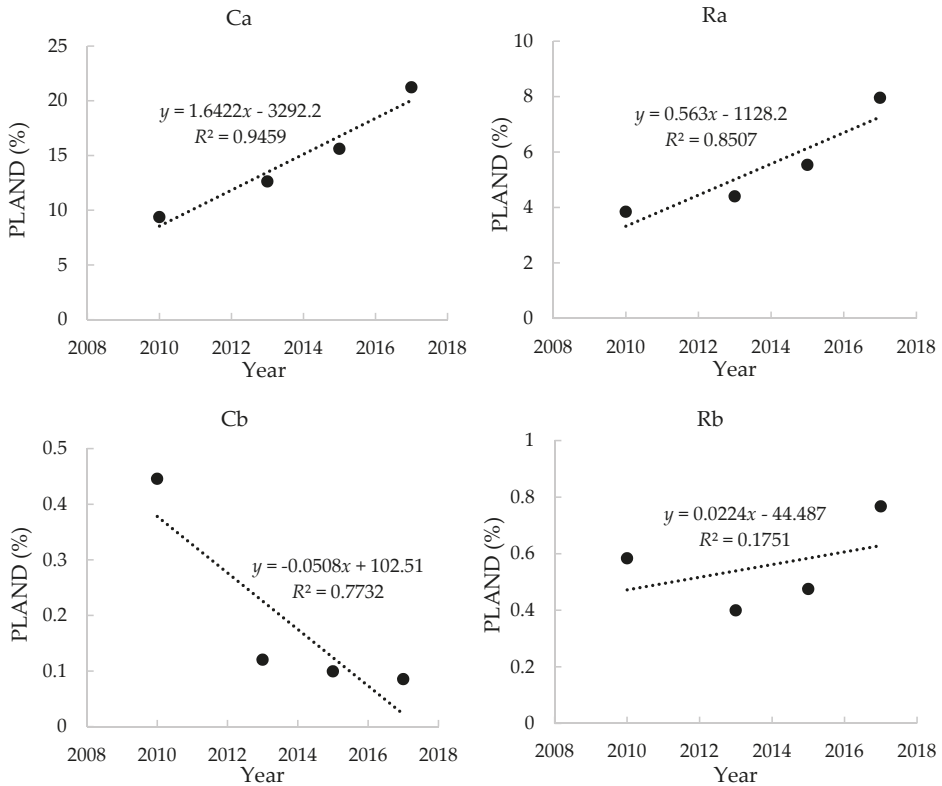 Ca
PLAND (%)
25
20
15
10
5
0
y = 1.6422x - 3292.2
R² = 0.9459
2008 2010 2012 2014 2016 2018
Year
Ra
PLAND (%)
10
8
6
4
2
0
y = 0.563x - 1128.2
R² = 0.8507
2008 2010 2012 2014 2016 2018
Year
Cb
PLAND (%)
0.5
0.4
0.3
0.2
0.1
0
y = -0.0508x + 102.51
R² = 0.7732
2008 2010 2012 2014 2016 2018
Year
Rb
PLAND (%)
1
0.8
0.6
0.4
0.2
0
y = 0.0224x - 44.487
R² = 0.1751
2008 2010 2012 2014 2016 2018
Year